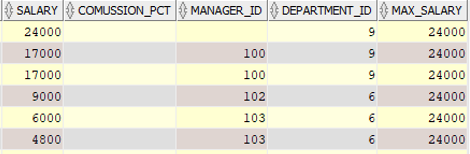 SALARY COMUSSION_PCT MANAGER_ID DEPARTMENT_ID MAX_SALARY
24000 9 24000
17000 100 9 24000
17000 100 9 24000
9000 102 6 24000
6000 103 6 24000
4800 103 6 24000